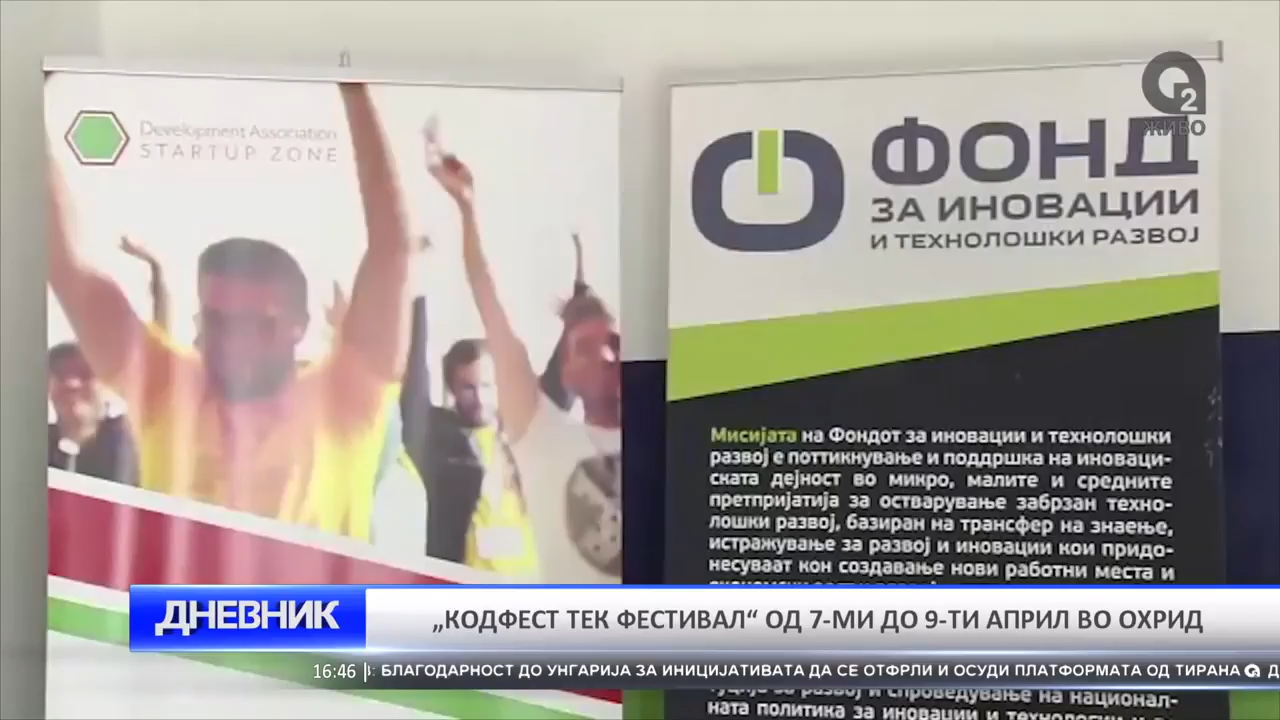 Development Association
STARTUP ZONE
ФОНД
ЗА ИНОВАЦИИ
И ТЕХНОЛОШКИ РАЗВОЈ
2
ЖИВО
Мисијата на Фондот за иновации и технолошки
развој е поттикнување и поддршка на иноваци-
ската дејност во микро, малите и средните
претпријатија за остварување забрзан техно-
лошки развој, базиран на трансфер на знаење,
истражување за развој и иновации кои придо-
несуваат кон создавање нови работни места и
ДНЕВНИК
„КОДФЕСТ ТЕК ФЕСТИВАЛ“ ОД 7-МИ ДО 9-ТИ АПРИЛ ВО ОХРИД
16:46
: БЛАГОДАРНОСТ ДО УНГАРИЈА ЗА ИНИЦИЈАТИВАТА ДА СЕ ОТФРЛИ И ОСУДИ ПЛАТФОРМАТА ОД ТИРАНА 2 Д
за развој и спроведување на национал-
ната политика за иновации и